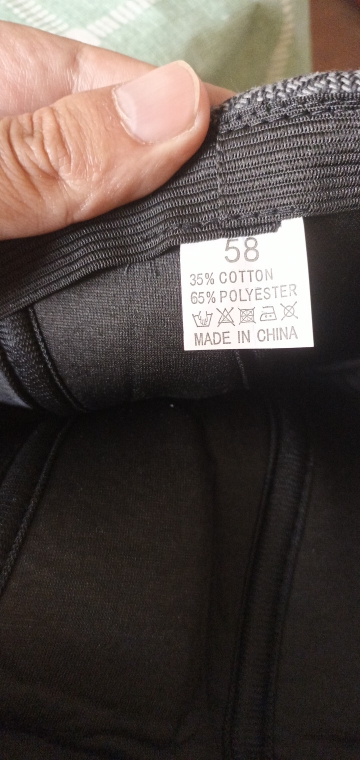 58
35% COTTON
65% POLYESTER
MADE IN CHINA